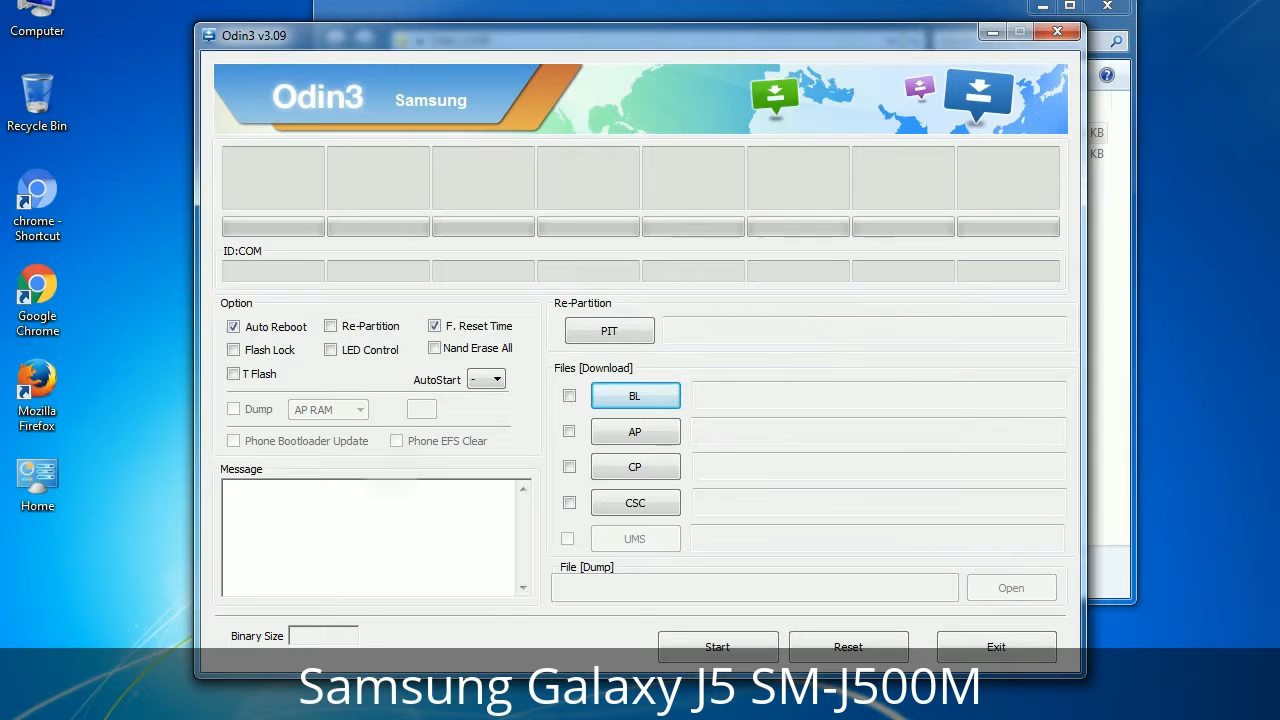 Computer
Recycle Bin
chrome -
Shortcut
Google
Chrome
Mozilla
Firefox
Home
Odin3 v3.09
Odin3 Samsung
ID:COM
Option
Auto Reboot
Re-Partition
F. Reset Time
Flash Lock
LED Control
Nand Erase All
T Flash
AutoStart -
Dump
AP RAM
Phone Bootloader Update
Phone EFS Clear
Message
Binary Size
Re-Partition
PIT
Files [Download]
BL
AP
CP
CSC
UMS
File [Dump]
Open
Start
Reset
Exit
KB
KB
Samsung Galaxy J5 SM-J500M